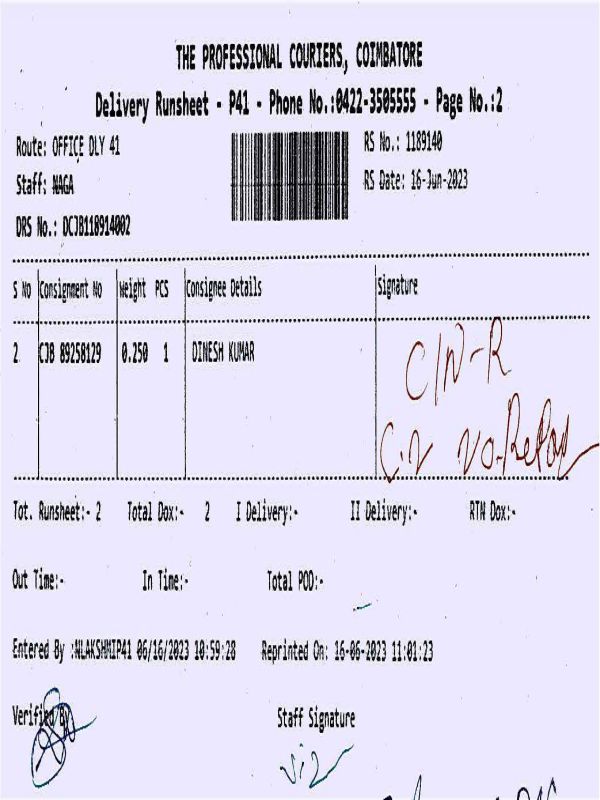 THE PROFESSIONAL COURIERS, COIMBATORE
Delivery Runsheet - P41 - Phone No.:0422-3505555 - Page No.:2
Route: OFFICE DLY 41 RS No.: 1189140
Staff: NAGA RS Date: 16-Jun-2023
DRS No.: DCJB118914002
S No Consignment No Weight PCS Consignee Details Signature
2 CJB 89258129 0.250 1 DINESH KUMAR C/N-R
Tot. Runsheet:- 2 Total Dox:- 2 I Delivery:- II Delivery:- RTN Dox:-
Out Time:- In Time:- Total POD:-
Entered By :NLAKSHMIP41 06/16/2023 10:59:28 Reprinted On: 16-06-2023 11:01:23
Verified By Staff Signature